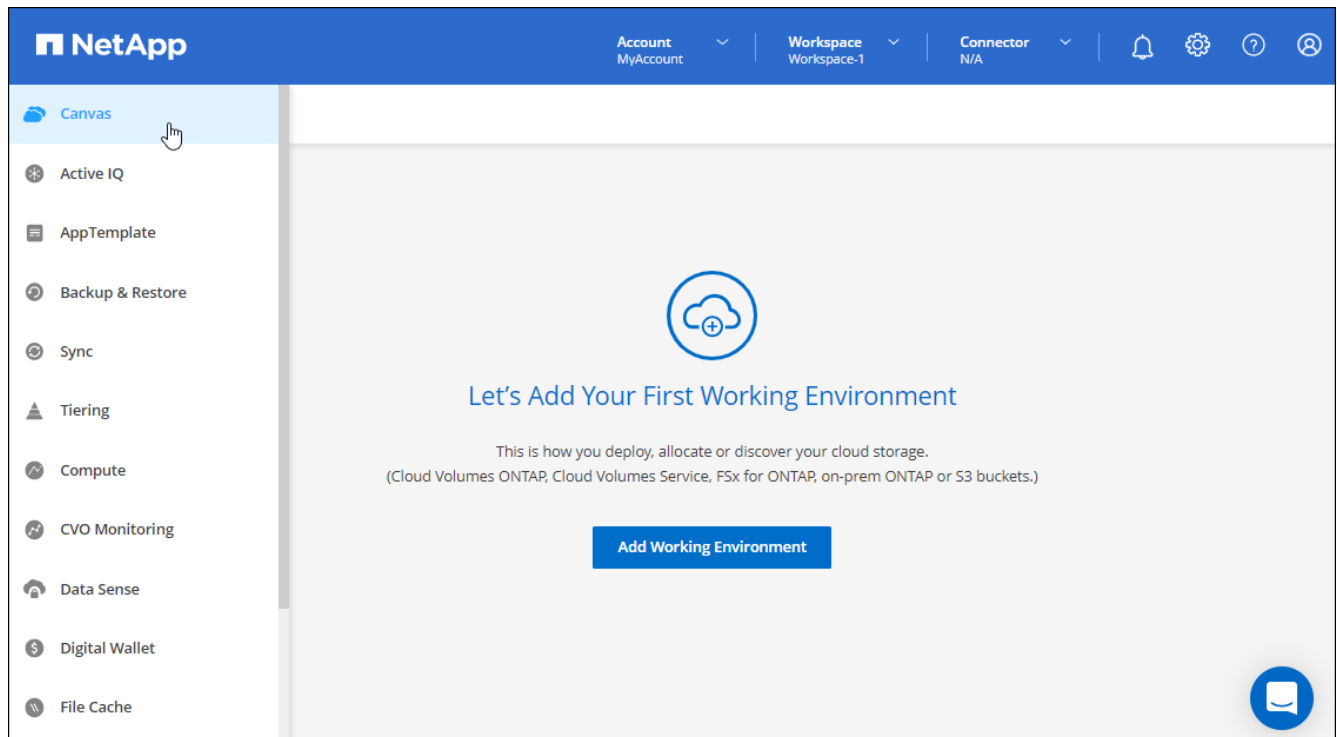 NetApp
Account
MyAccount
Workspace
Workspace-1
Connector
N/A
Canvas
Active IQ
AppTemplate
Backup & Restore
Sync
Tiering
Compute
CVO Monitoring
Data Sense
Digital Wallet
File Cache
Let's Add Your First Working Environment
This is how you deploy, allocate or discover your cloud storage.
(Cloud Volumes ONTAP, Cloud Volumes Service, FSx for ONTAP, on-prem ONTAP or S3 buckets.)
Add Working Environment